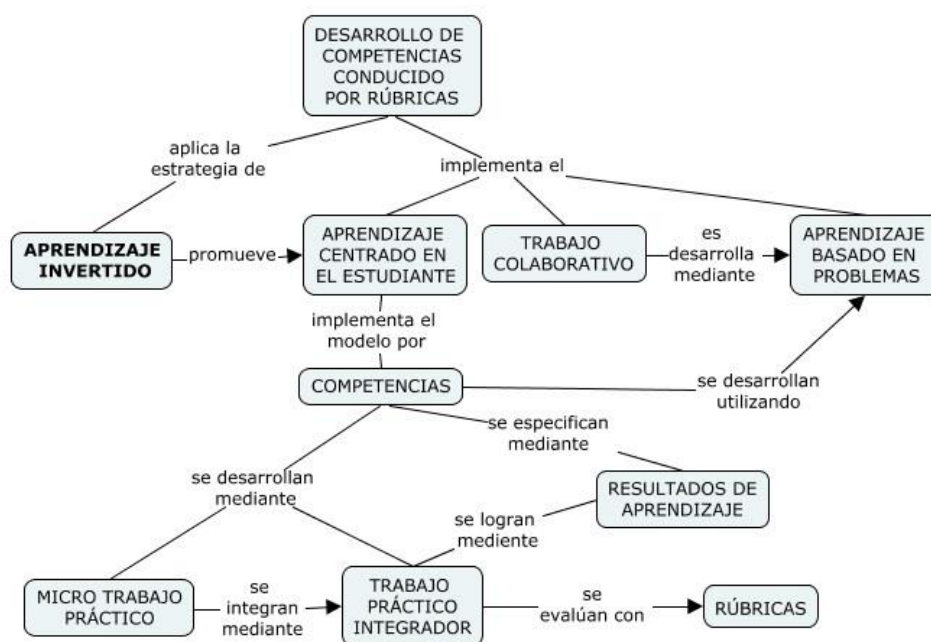 DESARROLLO DE
COMPETENCIAS
CONDUCIDO
POR RÚBRICAS
aplica la
estrategia de
implementa el
APRENDIZAJE
INVERTIDO
promueve
APRENDIZAJE
CENTRADO EN
EL ESTUDIANTE
TRABAJO
COLABORATIVO
es
desarrolla
mediante
APRENDIZAJE
BASADO EN
PROBLEMAS
implementa el
modelo por
COMPETENCIAS
se desarrollan
utilizando
se especifican
mediante
se desarrollan
mediante
RESULTADOS DE
APRENDIZAJE
se logran
mediente
MICRO TRABAJO
PRÁCTICO
se
integran
mediante
TRABAJO
PRÁCTICO
INTEGRADOR
se
evalúan con
RÚBRICAS